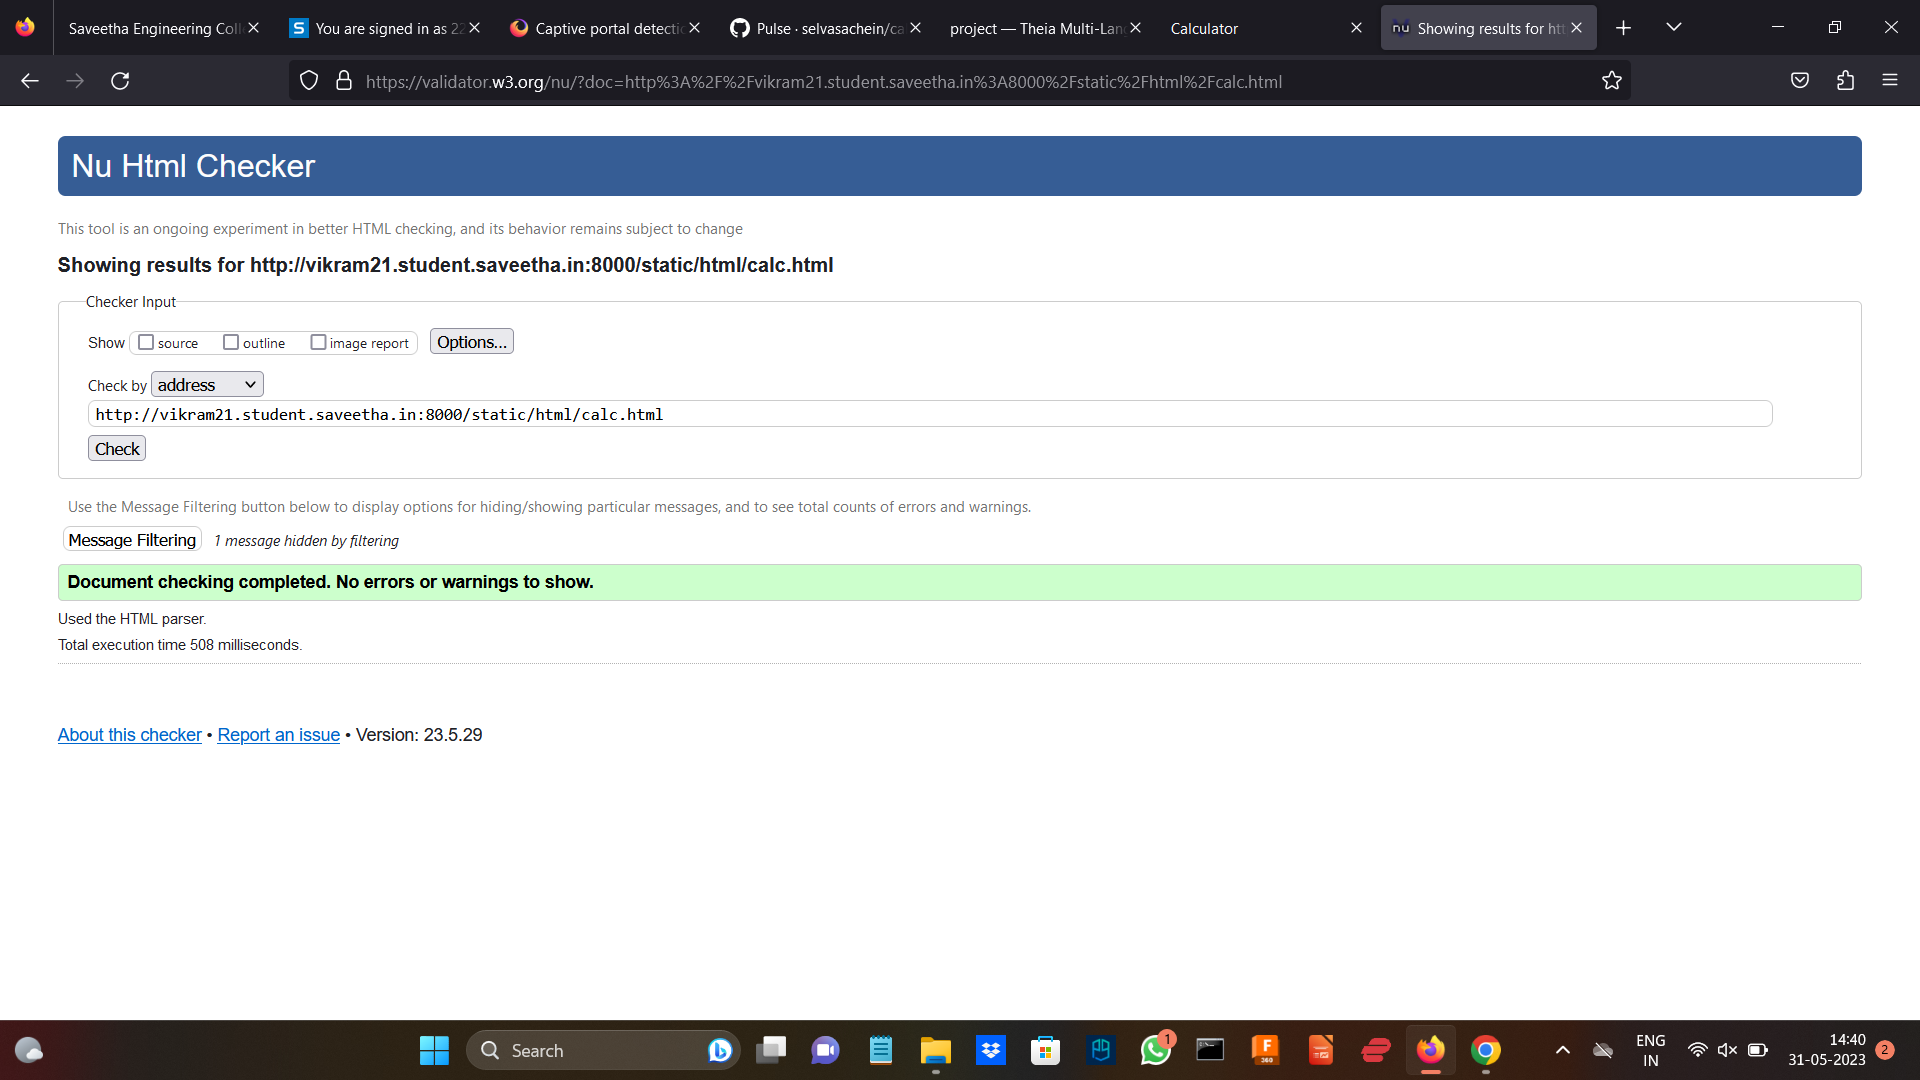 Saveetha Engineering Coll
S You are signed in as 22
Captive portal detectio
Pulse · selvasachein/ca
project — Theia Multi-Lan
Calculator
nu Showing results for htt
https://validator.w3.org/nu/?doc=http%3A%2F%2Fvikram21.student.saveetha.in%3A8000%2Fstatic%2Fhtml%2Fcalc.html
Nu Html Checker
This tool is an ongoing experiment in better HTML checking, and its behavior remains subject to change
Showing results for http://vikram21.student.saveetha.in:8000/static/html/calc.html
Checker Input
Show source outline image report Options...
Check by address
http://vikram21.student.saveetha.in:8000/static/html/calc.html
Check
Use the Message Filtering button below to display options for hiding/showing particular messages, and to see total counts of errors and warnings.
Message Filtering 1 message hidden by filtering
Document checking completed. No errors or warnings to show.
Used the HTML parser.
Total execution time 508 milliseconds.
About this checker • Report an issue • Version: 23.5.29
Search
1
F
360
ENG
IN
14:40
31-05-2023
2